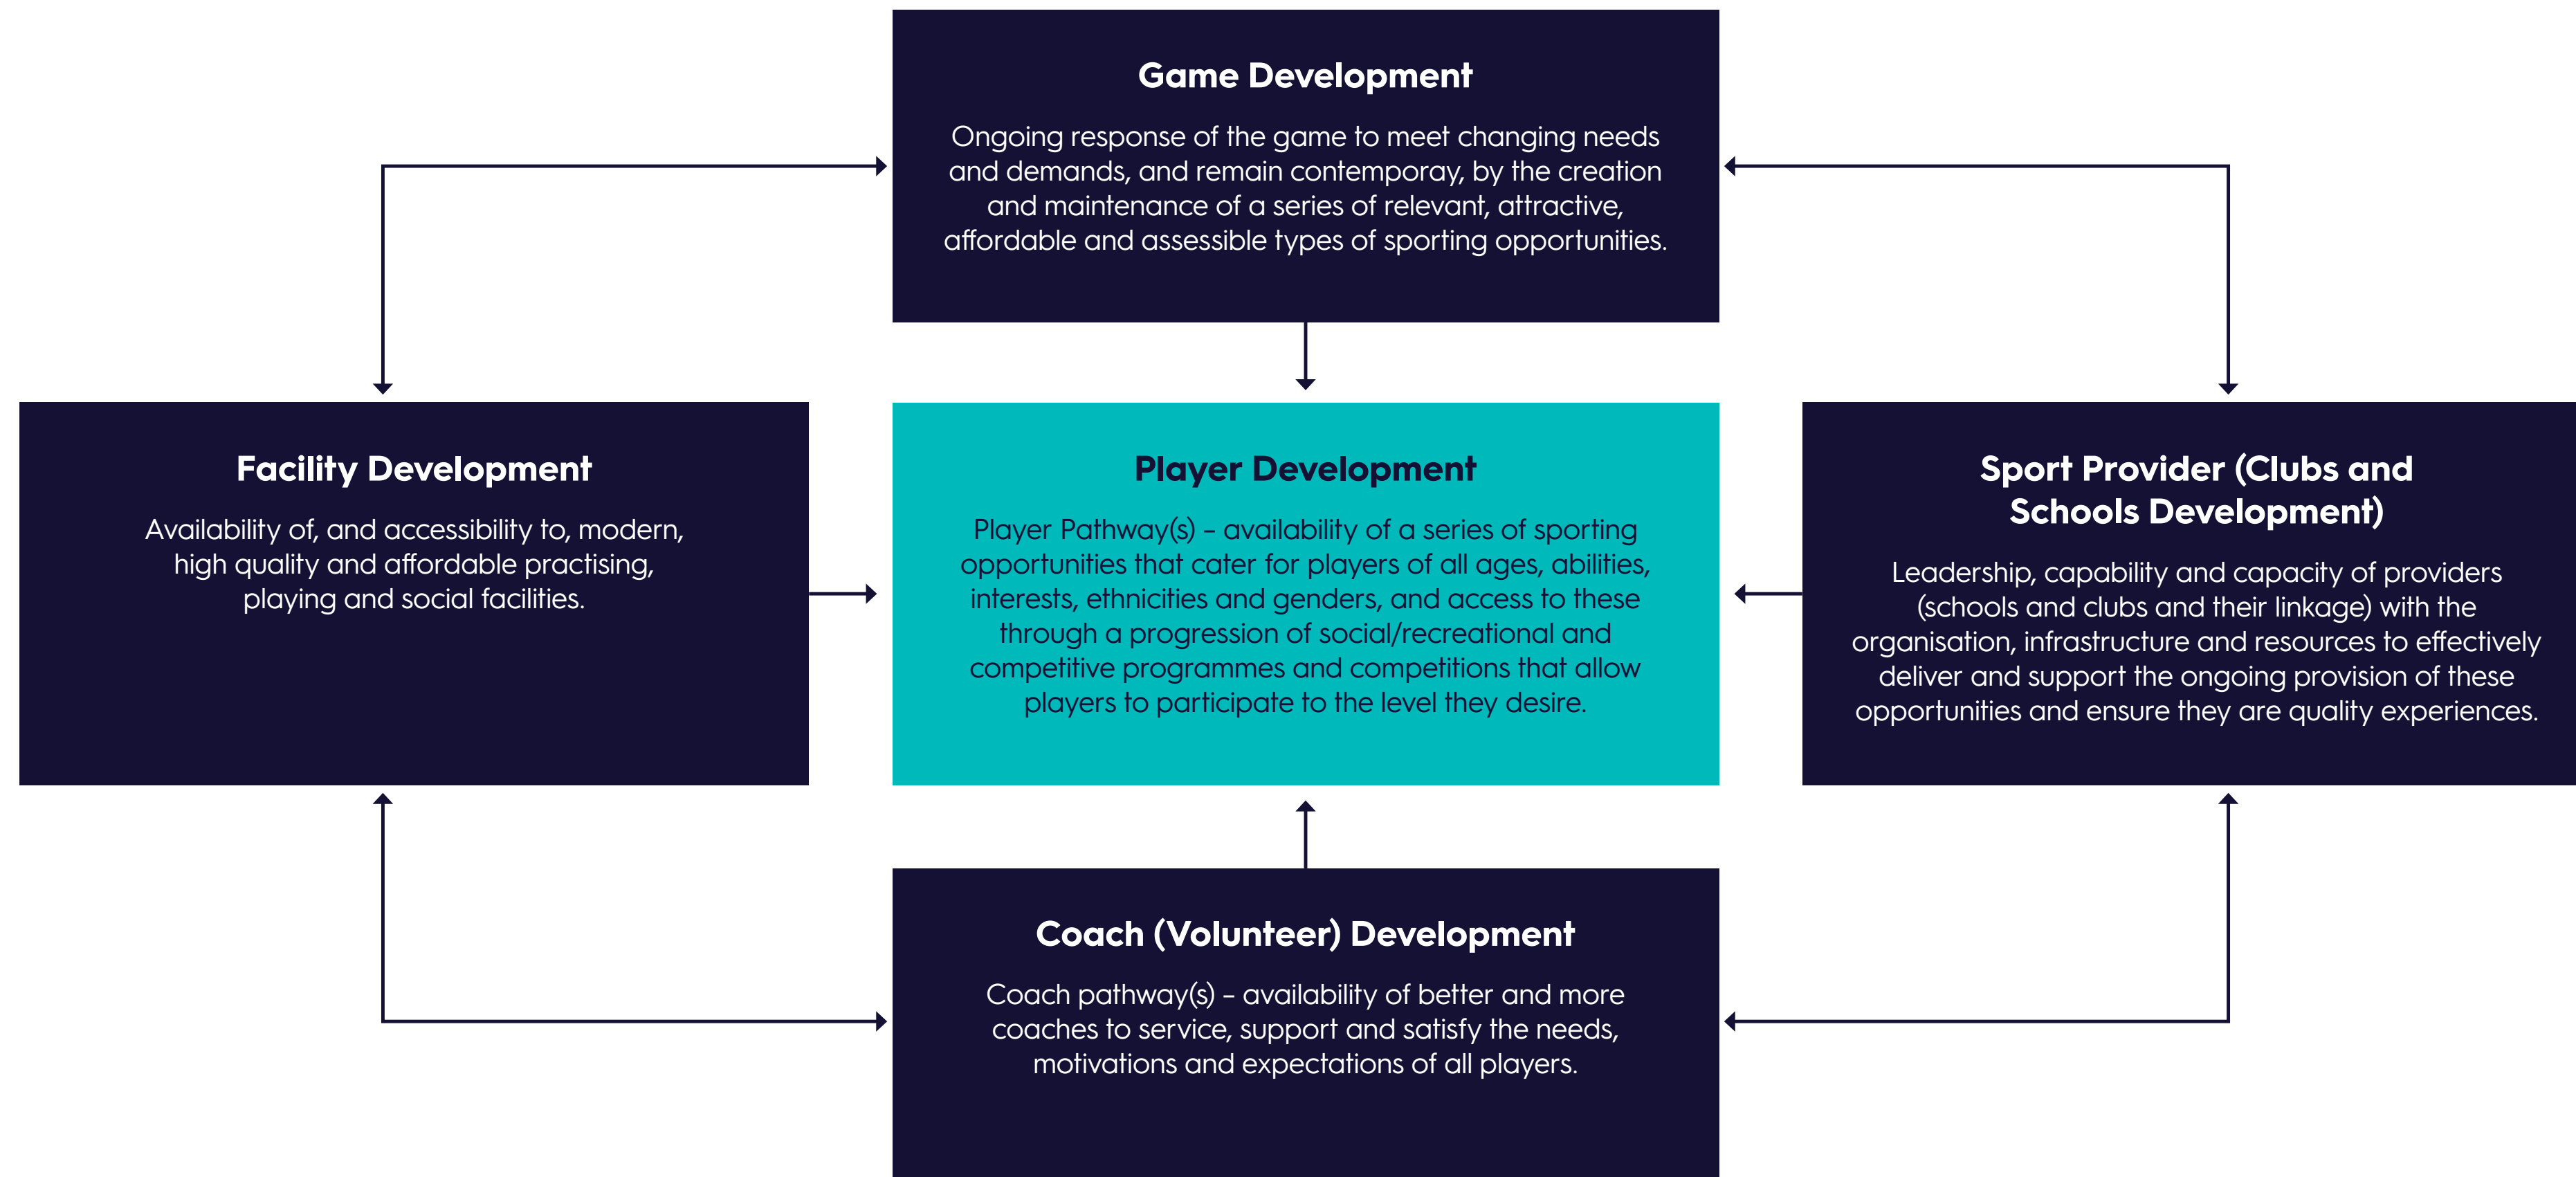 Game Development
Ongoing response of the game to meet changing needs
and demands, and remain contemporay, by the creation
and maintenance of a series of relevant, attractive,
affordable and assessible types of sporting opportunities.
Facility Development
Availability of, and accessibility to, modern,
high quality and affordable practising,
playing and social facilities.
Player Development
Player Pathway(s) – availability of a series of sporting
opportunities that cater for players of all ages, abilities,
interests, ethnicities and genders, and access to these
through a progression of social/recreational and
competitive programmes and competitions that allow
players to participate to the level they desire.
Sport Provider (Clubs and
Schools Development)
Leadership, capability and capacity of providers
(schools and clubs and their linkage) with the
organisation, infrastructure and resources to effectively
deliver and support the ongoing provision of these
opportunities and ensure they are quality experiences.
Coach (Volunteer) Development
Coach pathway(s) – availability of better and more
coaches to service, support and satisfy the needs,
motivations and expectations of all players.